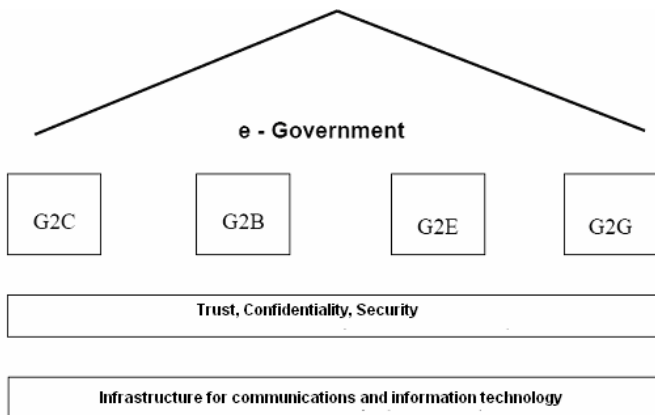 e - Government
G2C G2B G2E G2G
Trust, Confidentiality, Security
Infrastructure for communications and information technology